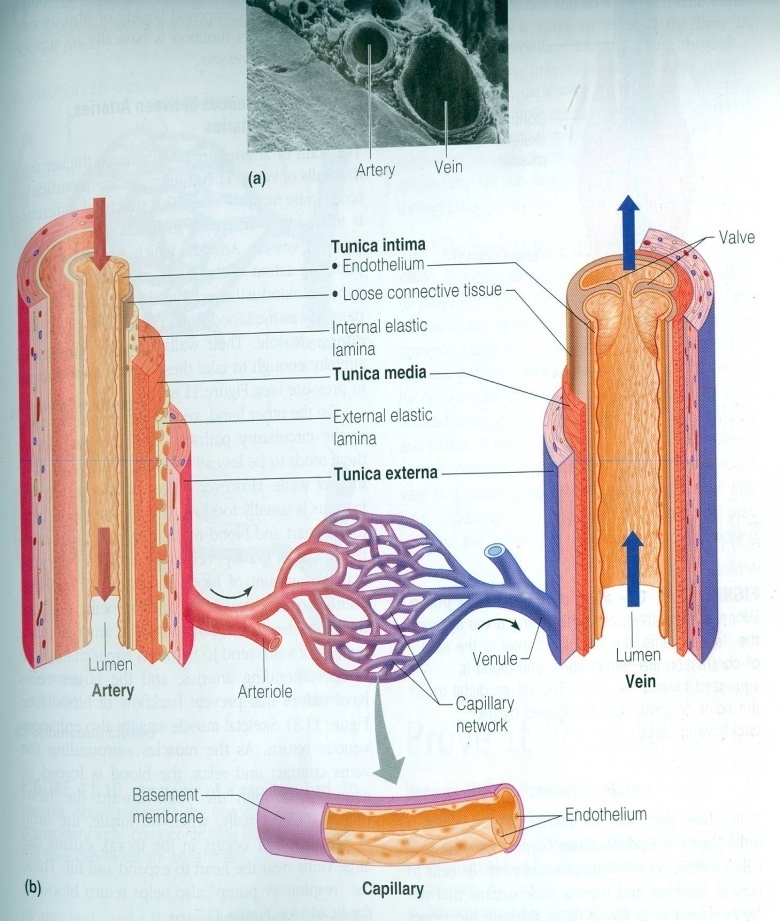 Artery
Vein
(a)
Tunica intima
• Endothelium
• Loose connective tissue
Valve
Internal elastic
lamina
Tunica media
External elastic
lamina
Tunica externa
Lumen
Artery
Arteriole
Venule
Lumen
Vein
Capillary
network
Basement
membrane
Endothelium
(b)
Capillary